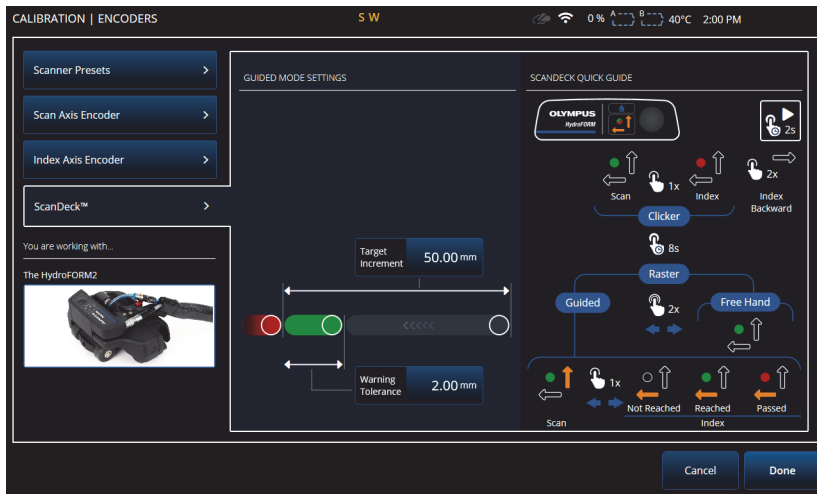 CALIBRATION | ENCODERS
S W
0 %
A
B
40°C
2:00 PM
Scanner Presets
Scan Axis Encoder
Index Axis Encoder
ScanDeck™
You are working with...
The HydroFORM2
GUIDED MODE SETTINGS
Target
Increment
50.00 mm
<<<<<
Warning
Tolerance
2.00 mm
SCANDECK QUICK GUIDE
OLYMPUS
HydroFORM
2s
Scan
1x
Index
2x
Index
Backward
Clicker
8s
Raster
Guided
2x
Free Hand
1x
Not Reached
Reached
Passed
Scan
Index
Cancel
Done